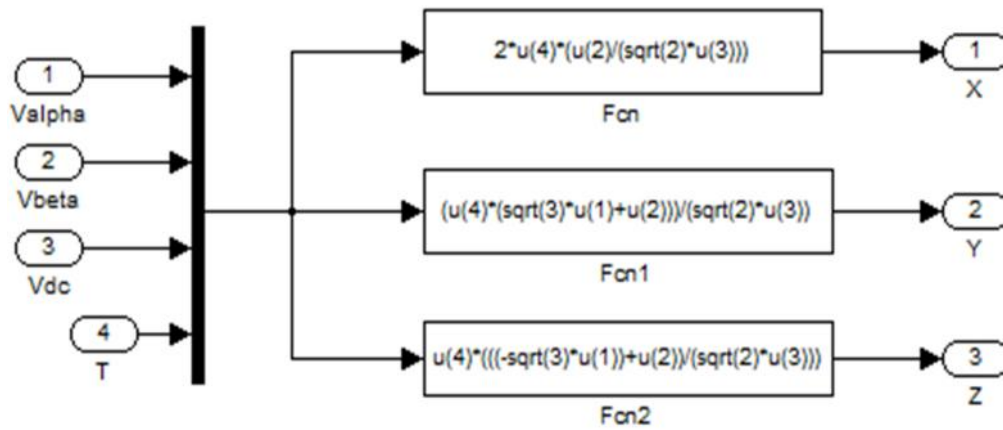 1
Valpha
2
Vbeta
3
Vdc
4
T
2*u(4)*(u(2)/(sqrt(2)*u(3)))
Fcn
(u(4)*(sqrt(3)*u(1)+u(2)))/(sqrt(2)*u(3))
Fcn1
u(4)*(((-sqrt(3)*u(1))+u(2))/(sqrt(2)*u(3)))
Fcn2
1
X
2
Y
3
Z